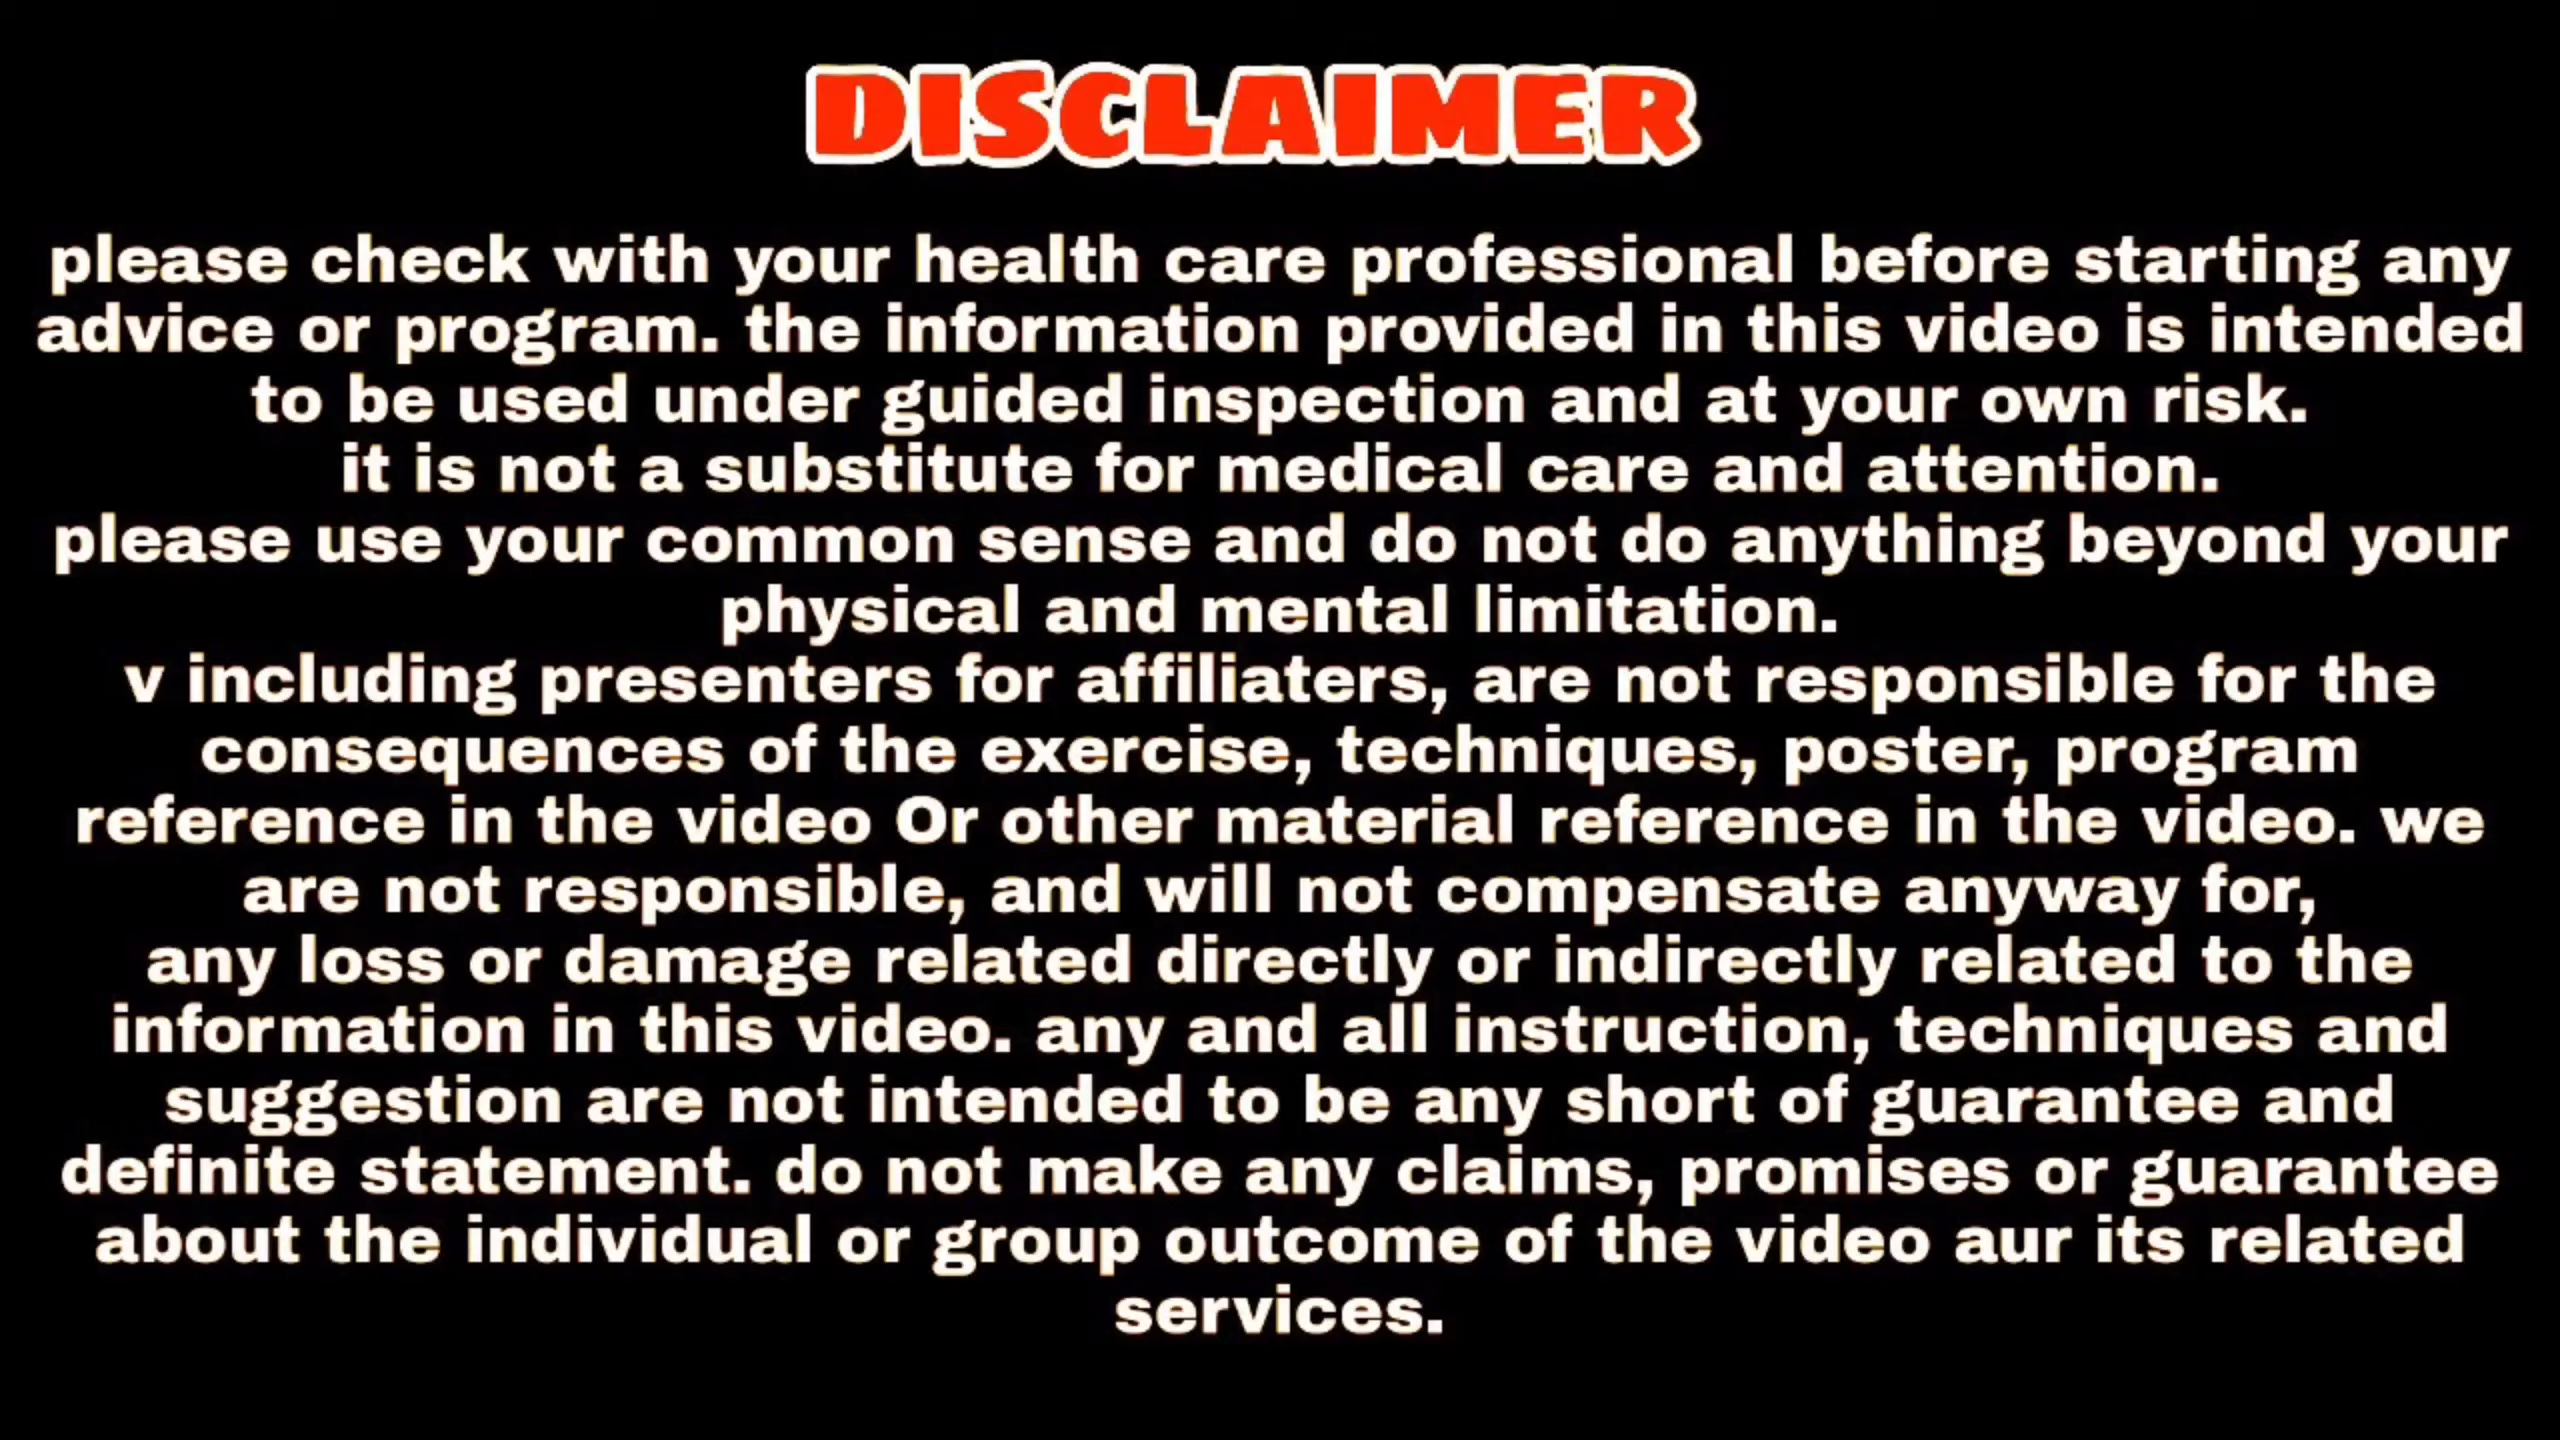 DISCLAIMER
please check with your health care professional before starting any
advice or program. the information provided in this video is intended
to be used under guided inspection and at your own risk.
it is not a substitute for medical care and attention.
please use your common sense and do not do anything beyond your
physical and mental limitation.
v including presenters for affiliaters, are not responsible for the
consequences of the exercise, techniques, poster, program
reference in the video Or other material reference in the video. we
are not responsible, and will not compensate anyway for,
any loss or damage related directly or indirectly related to the
information in this video. any and all instruction, techniques and
suggestion are not intended to be any short of guarantee and
definite statement. do not make any claims, promises or guarantee
about the individual or group outcome of the video aur its related
services.